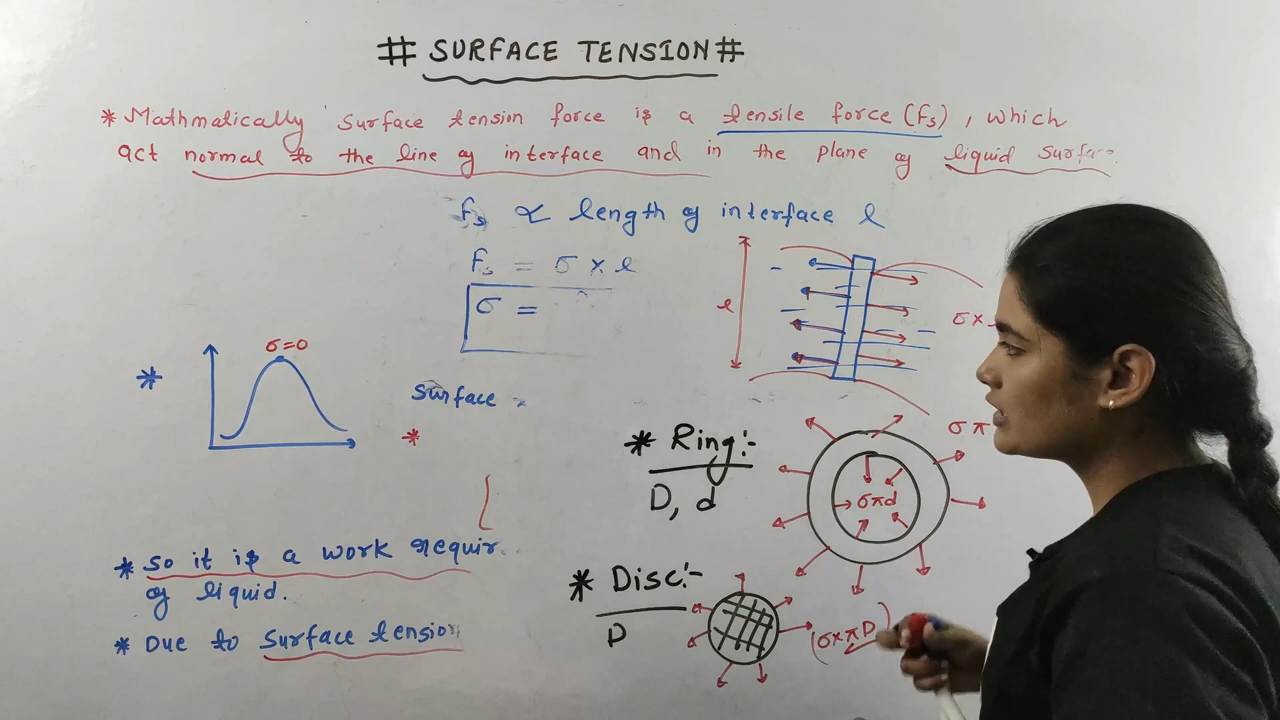 # SURFACE TENSION #
* Mathmatically surface tension force is a tensile force (fs), which
act normal to the line of interface and in the plane of liquid surface.
fs ∝ length of interface l
fs = σ × l
σ =
l
σ×
*
σ=0
surface
*
* Ring:-
D, d
σπ
σπd
* so it is a work requir
of liquid.
* Due to surface tension
* Disc:-
D
(σ×πD)